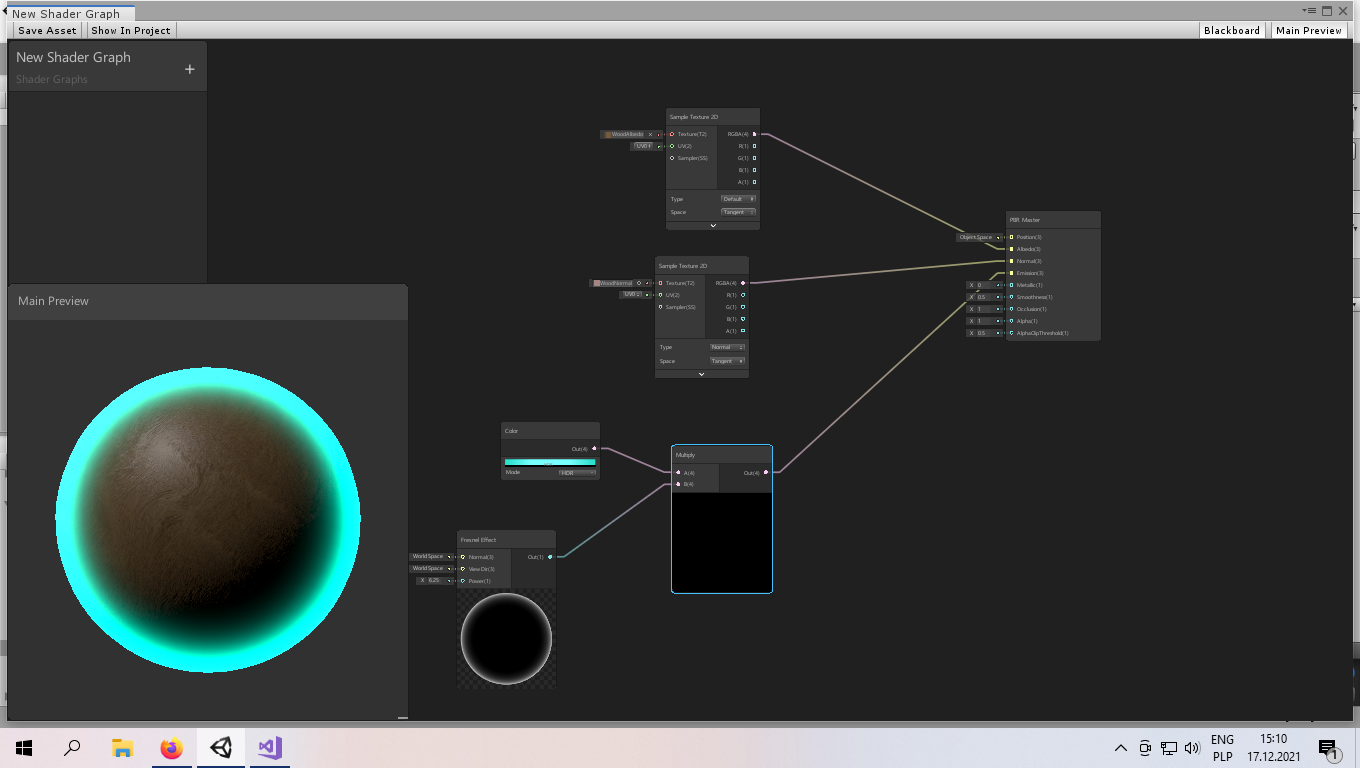 New Shader Graph
Save Asset
Show In Project
Blackboard
Main Preview
New Shader Graph
+
Shader Graphs
Sample Texture 2D
WoodAlbedo
Texture(T2)
RGBA(4)
UV0
UV(2)
R(1)
Sampler(SS)
G(1)
B(1)
A(1)
Type
Default
Space
Tangent
PBR Master
Object Space
Position(3)
Albedo(3)
Normal(3)
Emission(3)
X 0
Metallic(1)
X 0.5
Smoothness(1)
X 1
Occlusion(1)
X 1
Alpha(1)
X 0.5
AlphaClipThreshold(1)
Sample Texture 2D
WoodNormal
Texture(T2)
RGBA(4)
UV0
UV(2)
R(1)
Sampler(SS)
G(1)
B(1)
A(1)
Type
Normal
Space
Tangent
Main Preview
Color
Out(4)
Mode
HDR
Multiply
A(4)
Out(4)
B(4)
Fresnel Effect
World Space
Normal(3)
Out(1)
World Space
View Dir(3)
X 6.25
Power(1)
ENG
PLP
15:10
17.12.2021
1